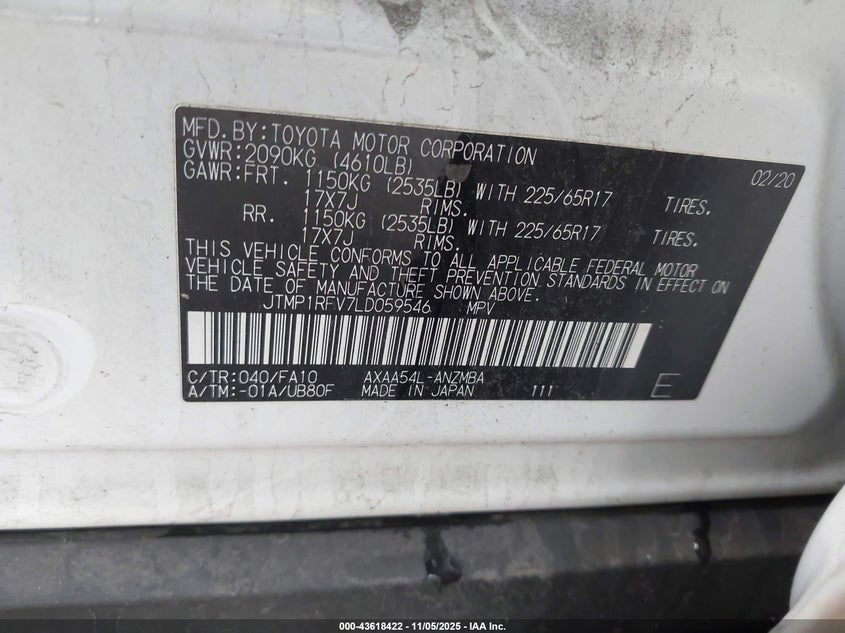 MFD.BY:TOYOTA MOTOR CORPORATION 02/20
GVWR:2090KG (4610LB)
GAWR:FRT. 1150KG (2535LB) WITH 225/65R17 TIRES.
17X7J RIMS.
RR. 1150KG (2535LB) WITH 225/65R17 TIRES.
17X7J RIMS.
THIS VEHICLE CONFORMS TO ALL APPLICABLE FEDERAL MOTOR
VEHICLE SAFETY AND THEFT PREVENTION STANDARDS IN EFFECT ON
THE DATE OF MANUFACTURE SHOWN ABOVE.
JTMP1RFV7LD059546 MPV
C/TR:040/FA10 AXAA54L-ANZMBA
A/TM:-01A/UB80F MADE IN JAPAN 111 E
000-43618422 - 11/05/2025 - IAA Inc.